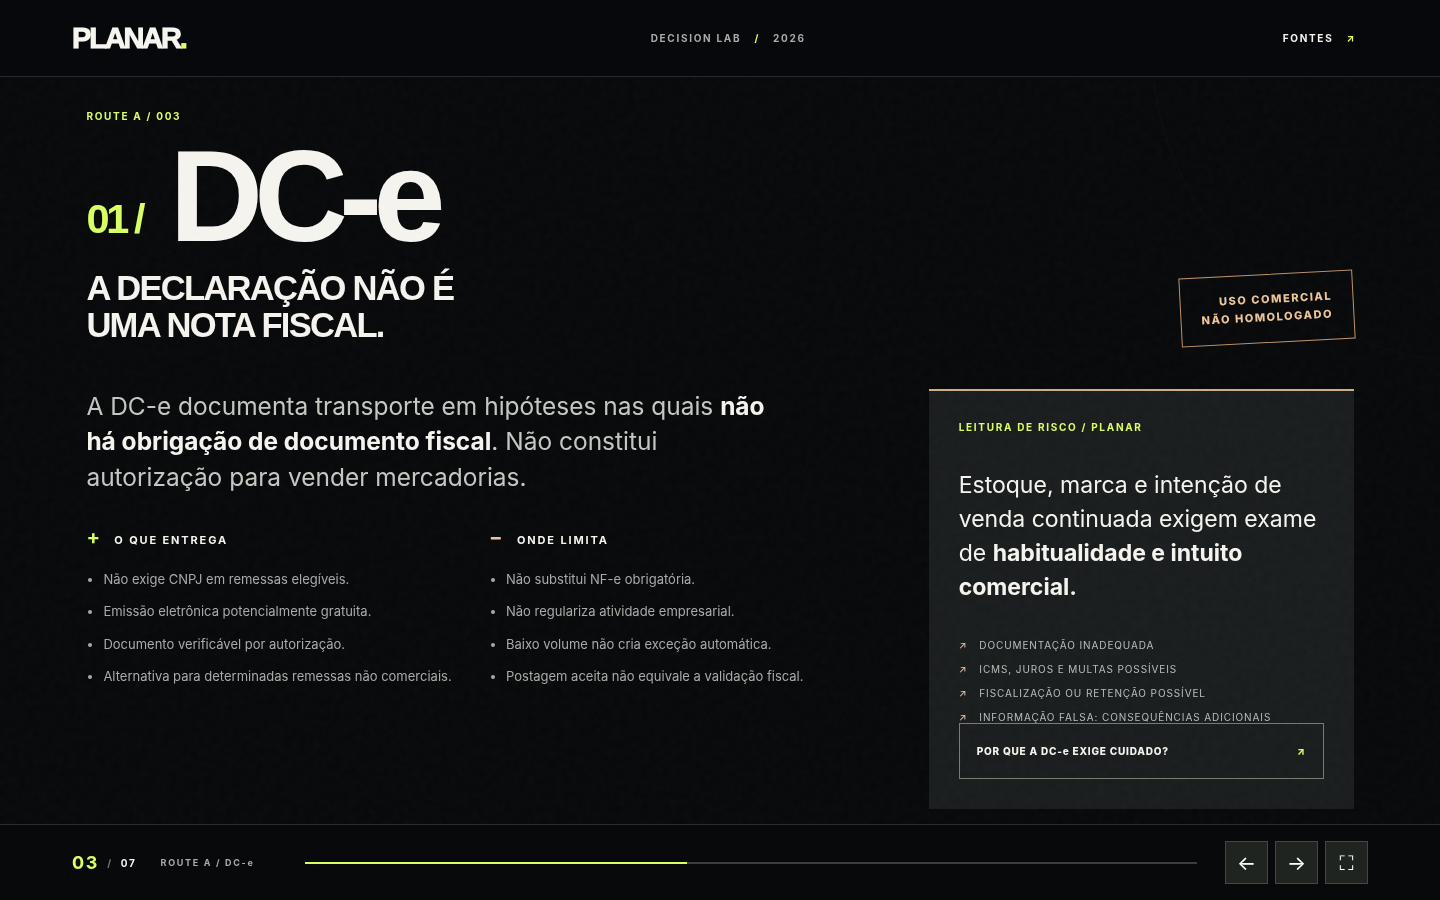 PLANAR.
DECISION LAB / 2026
FONTES ↗
ROUTE A / 003
01/ DC-e
A DECLARAÇÃO NÃO É
UMA NOTA FISCAL.
USO COMERCIAL
NÃO HOMOLOGADO
A DC-e documenta transporte em hipóteses nas quais não
há obrigação de documento fiscal. Não constitui
autorização para vender mercadorias.
+ O QUE ENTREGA
• Não exige CNPJ em remessas elegíveis.
• Emissão eletrônica potencialmente gratuita.
• Documento verificável por autorização.
• Alternativa para determinadas remessas não comerciais.
− ONDE LIMITA
• Não substitui NF-e obrigatória.
• Não regulariza atividade empresarial.
• Baixo volume não cria exceção automática.
• Postagem aceita não equivale a validação fiscal.
LEITURA DE RISCO / PLANAR
Estoque, marca e intenção de
venda continuada exigem exame
de habitualidade e intuito
comercial.
↗ DOCUMENTAÇÃO INADEQUADA
↗ ICMS, JUROS E MULTAS POSSÍVEIS
↗ FISCALIZAÇÃO OU RETENÇÃO POSSÍVEL
↗ INFORMAÇÃO FALSA: CONSEQUÊNCIAS ADICIONAIS
POR QUE A DC-e EXIGE CUIDADO? ↗
03 / 07 ROUTE A / DC-e
← →